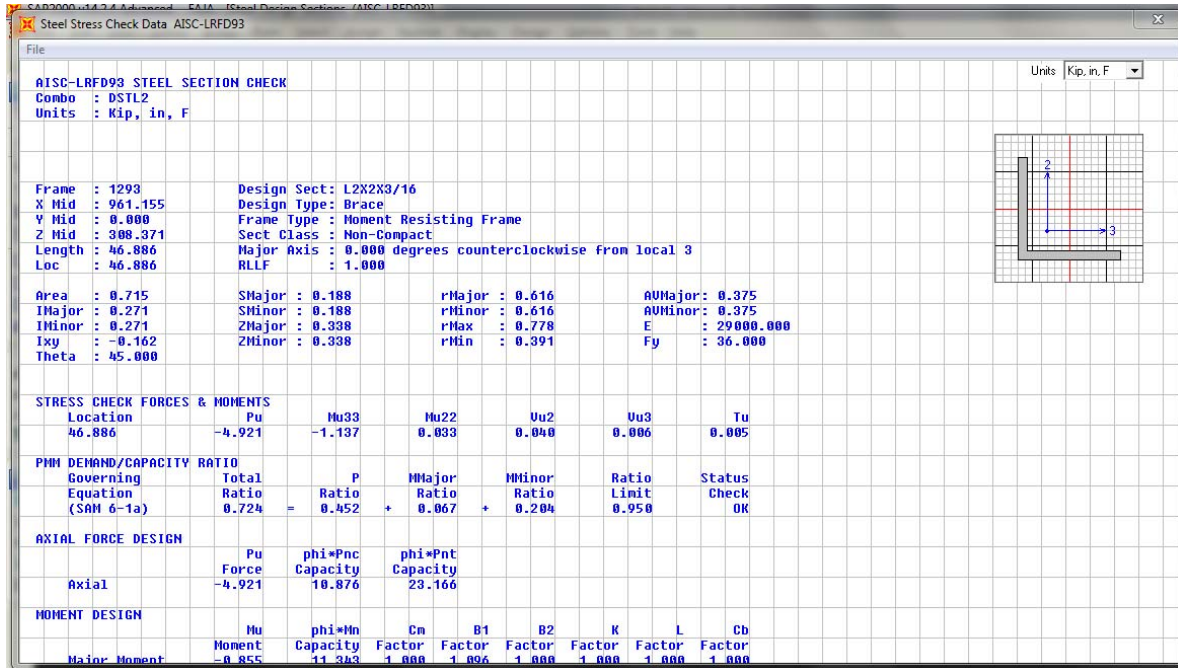 SAP2000 v14.2.4 Advanced - FAJA - [Steel Design Sections (AISC-LRFD93)]
Steel Stress Check Data AISC-LRFD93
File
Units Kip, in, F
AISC-LRFD93 STEEL SECTION CHECK
Combo : DSTL2
Units : Kip, in, F
2
3
Frame : 1293 Design Sect: L2X2X3/16
X Mid : 961.155 Design Type: Brace
Y Mid : 0.000 Frame Type : Moment Resisting Frame
Z Mid : 308.371 Sect Class : Non-Compact
Length : 46.886 Major Axis : 0.000 degrees counterclockwise from local 3
Loc : 46.886 RLLF : 1.000
Area : 0.715 SMajor : 0.188 rMajor : 0.616 AVMajor: 0.375
IMajor : 0.271 SMinor : 0.188 rMinor : 0.616 AVMinor: 0.375
IMinor : 0.271 ZMajor : 0.338 rMax : 0.778 E : 29000.000
Ixy : -0.162 ZMinor : 0.338 rMin : 0.391 Fy : 36.000
Theta : 45.000
STRESS CHECK FORCES & MOMENTS
Location Pu Mu33 Mu22 Vu2 Vu3 Tu
46.886 -4.921 -1.137 0.033 0.040 0.006 0.005
PMM DEMAND/CAPACITY RATIO
Governing Total P MMajor MMinor Ratio Status
Equation Ratio Ratio Ratio Ratio Limit Check
(SAM 6-1a) 0.724 = 0.452 + 0.067 + 0.204 0.950 OK
AXIAL FORCE DESIGN
Pu phi*Pnc phi*Pnt
Force Capacity Capacity
Axial -4.921 10.876 23.166
MOMENT DESIGN
Mu phi*Mn Cm B1 B2 K L Cb
Moment Capacity Factor Factor Factor Factor Factor Factor
Major Moment -0.855 11.343 1.000 1.096 1.000 1.000 1.000 1.000